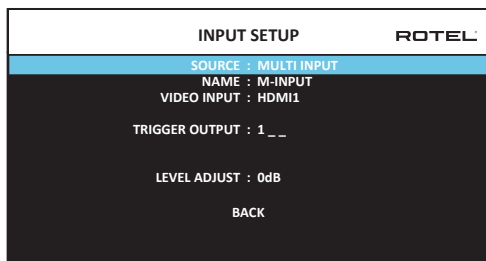 INPUT SETUP ROTEL
SOURCE : MULTI INPUT
NAME : M-INPUT
VIDEO INPUT : HDMI1
TRIGGER OUTPUT : 1 _ _
LEVEL ADJUST : 0dB
BACK